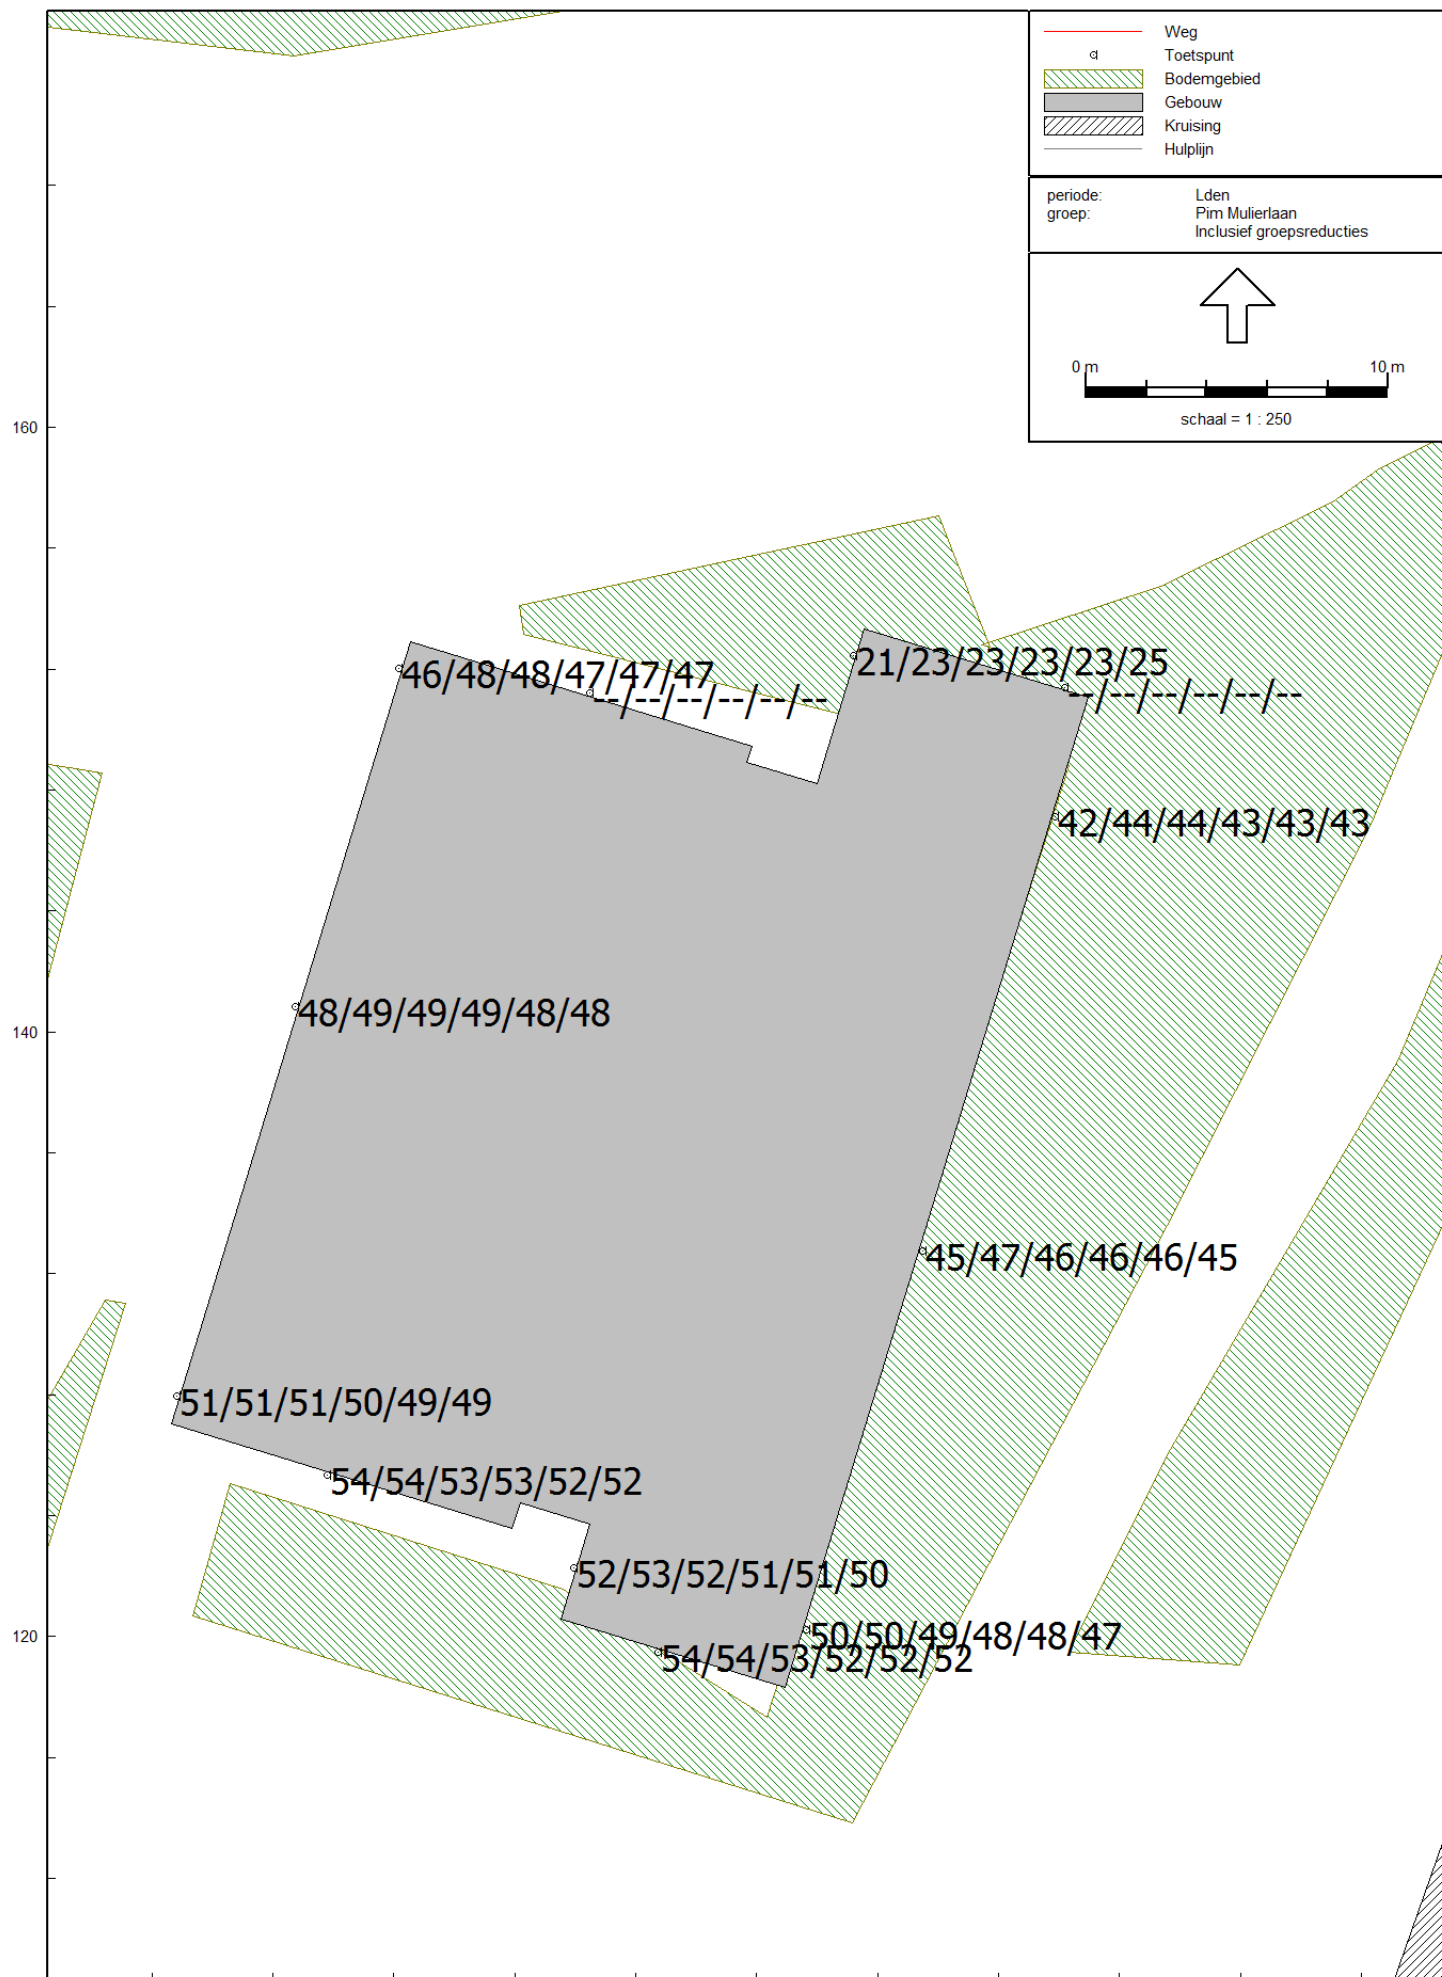 Weg
Toetspunt
Bodemgebied
Gebouw
Kruising
Hulplijn
periode: Lden
groep: Pim Mulierlaan
Inclusief groepsreducties
0 m 10 m
schaal = 1 : 250
160
21/23/23/23/23/25
46/48/48/47/47/47
--/--/--/--/--/--
--/--/--/--/--/--
42/44/44/43/43/43
48/49/49/49/48/48
140
45/47/46/46/46/45
51/51/51/50/49/49
54/54/53/53/52/52
52/53/52/51/51/50
120
50/50/49/48/48/47
54/54/53/52/52/52